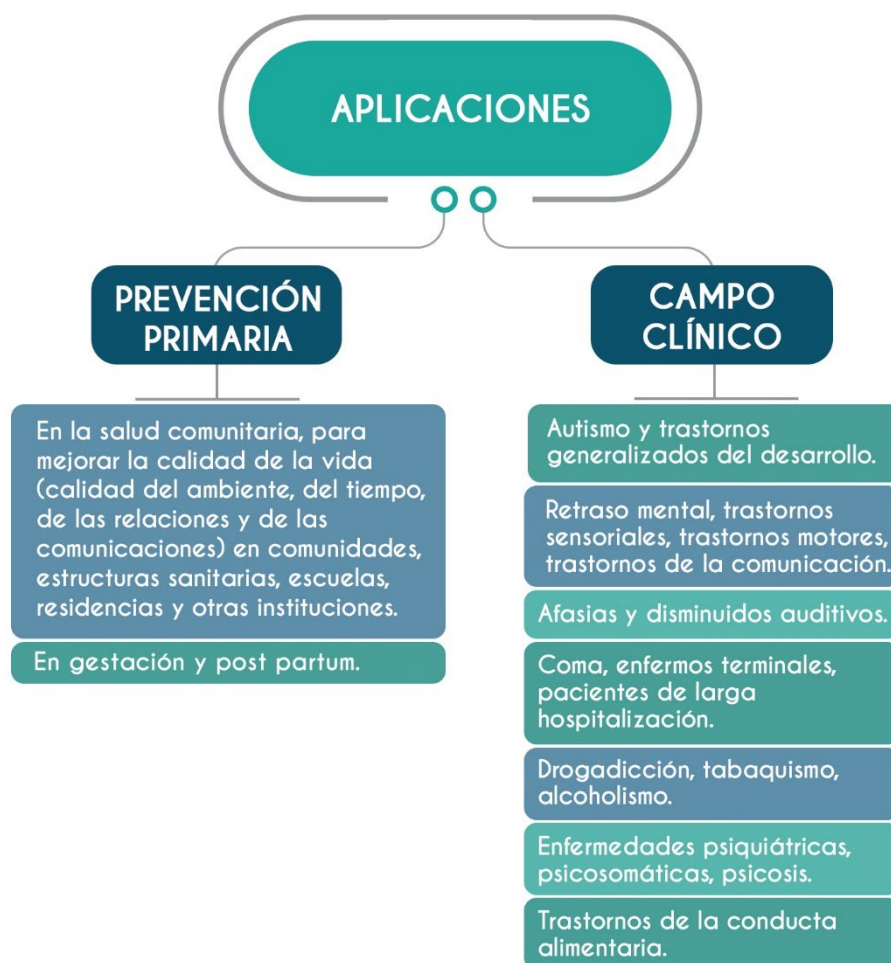 APLICACIONES
PREVENCIÓN
PRIMARIA
En la salud comunitaria, para
mejorar la calidad de la vida
(calidad del ambiente, del tiempo,
de las relaciones y de las
comunicaciones) en comunidades,
estructuras sanitarias, escuelas,
residencias y otras instituciones.
En gestación y post partum.
CAMPO
CLÍNICO
Autismo y trastornos
generalizados del desarrollo.
Retraso mental, trastornos
sensoriales, trastornos motores,
trastornos de la comunicación.
Afasias y disminuidos auditivos.
Coma, enfermos terminales,
pacientes de larga
hospitalización.
Drogadicción, tabaquismo,
alcoholismo.
Enfermedades psiquiátricas,
psicosomáticas, psicosis.
Trastornos de la conducta
alimentaria.